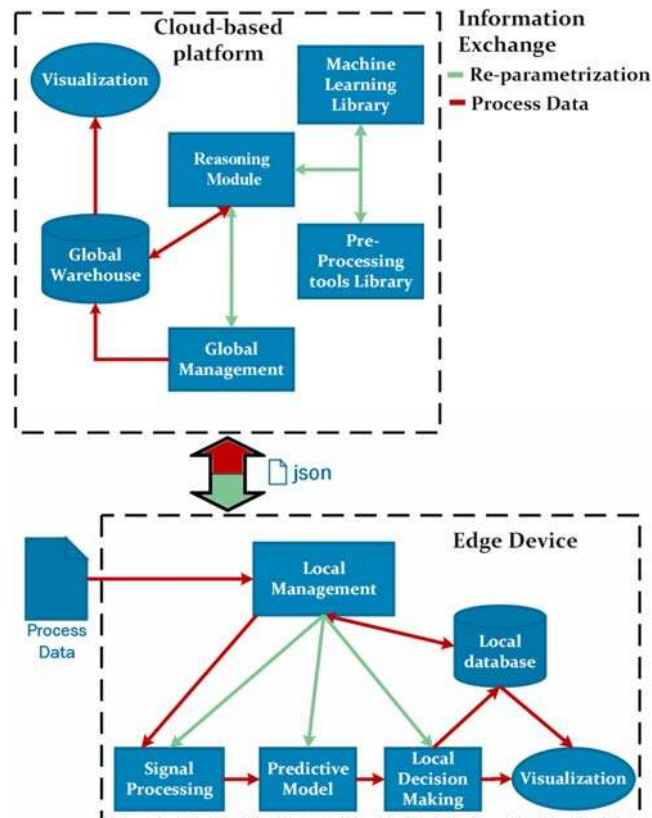 Cloud-based
platform
Information
Exchange
Re-parametrization
Process Data
Visualization
Machine
Learning
Library
Reasoning
Module
Global
Warehouse
Pre-
Processing
tools Library
Global
Management
json
Edge Device
Process
Data
Local
Management
Local
database
Signal
Processing
Predictive
Model
Local
Decision
Making
Visualization